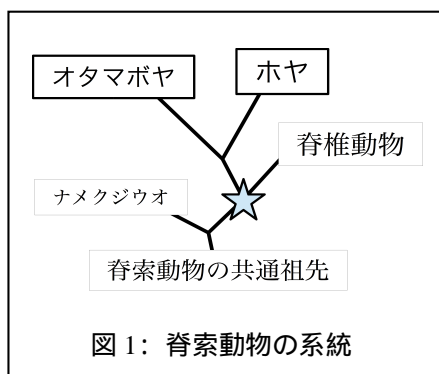 オタマボヤ
ホヤ
脊椎動物
ナメクジウオ
脊索動物の共通祖先
図 1: 脊索動物の系統